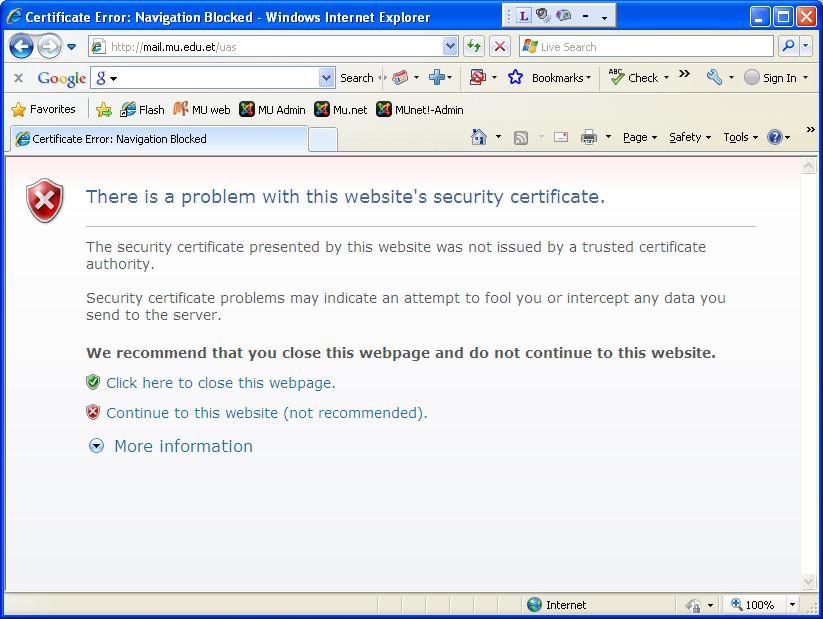 Certificate Error: Navigation Blocked - Windows Internet Explorer
L
http://mail.mu.edu.et/uas
Live Search
Google
g
Search
Bookmarks
ABC
Check
»
Sign In
Favorites
Flash
MU web
MU Admin
Mu.net
MUnet!-Admin
Certificate Error: Navigation Blocked
Page
Safety
Tools
»
There is a problem with this website's security certificate.
The security certificate presented by this website was not issued by a trusted certificate
authority.
Security certificate problems may indicate an attempt to fool you or intercept any data you
send to the server.
We recommend that you close this webpage and do not continue to this website.
Click here to close this webpage.
Continue to this website (not recommended).
More information
Internet
100%